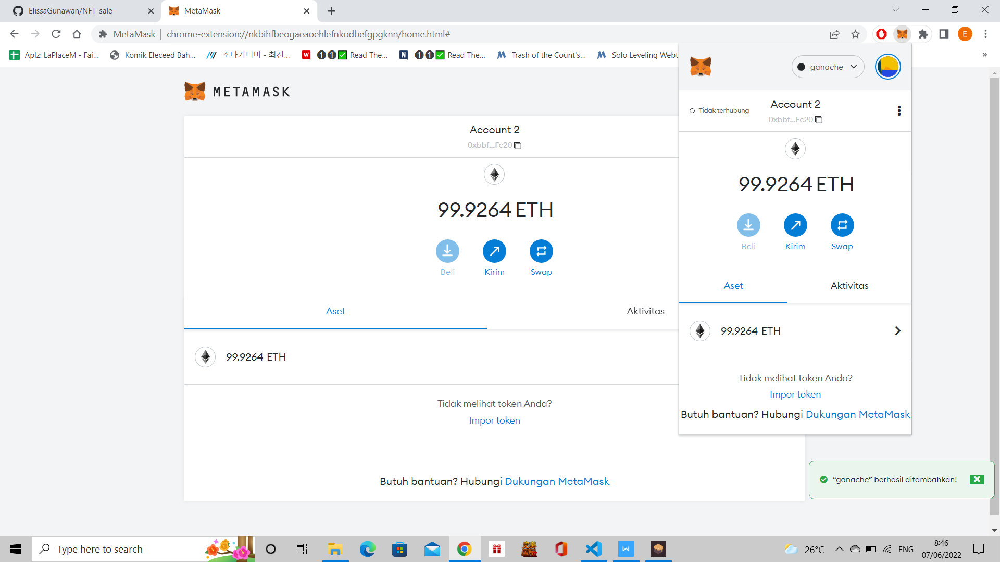 ElissaGunawan/NFT-sale
MetaMask
MetaMask | chrome-extension://nkbihfbeogaeaoehlefnkodbefgpgknn/home.html#
E
Aplz: LaPlaceM - Fai...
Komik Eleceed Bah...
소나기티비 - 최신...
❶❶✅ Read The...
❶❶✅ Read The...
Trash of the Count's...
Solo Leveling Webt
»
METAMASK
Account 2
0xbbf...Fc20
99.9264 ETH
Beli
Kirim
Swap
Aset
Aktivitas
99.9264 ETH
Tidak melihat token Anda?
Impor token
Butuh bantuan? Hubungi Dukungan MetaMask
ganache
Tidak terhubung
Account 2
0xbbf...Fc20
99.9264 ETH
Beli
Kirim
Swap
Aset
Aktivitas
99.9264 ETH
Tidak melihat token Anda?
Impor token
Butuh bantuan? Hubungi Dukungan MetaMask
“ganache” berhasil ditambahkan!
Type here to search
26°C
ENG
8:46
07/06/2022